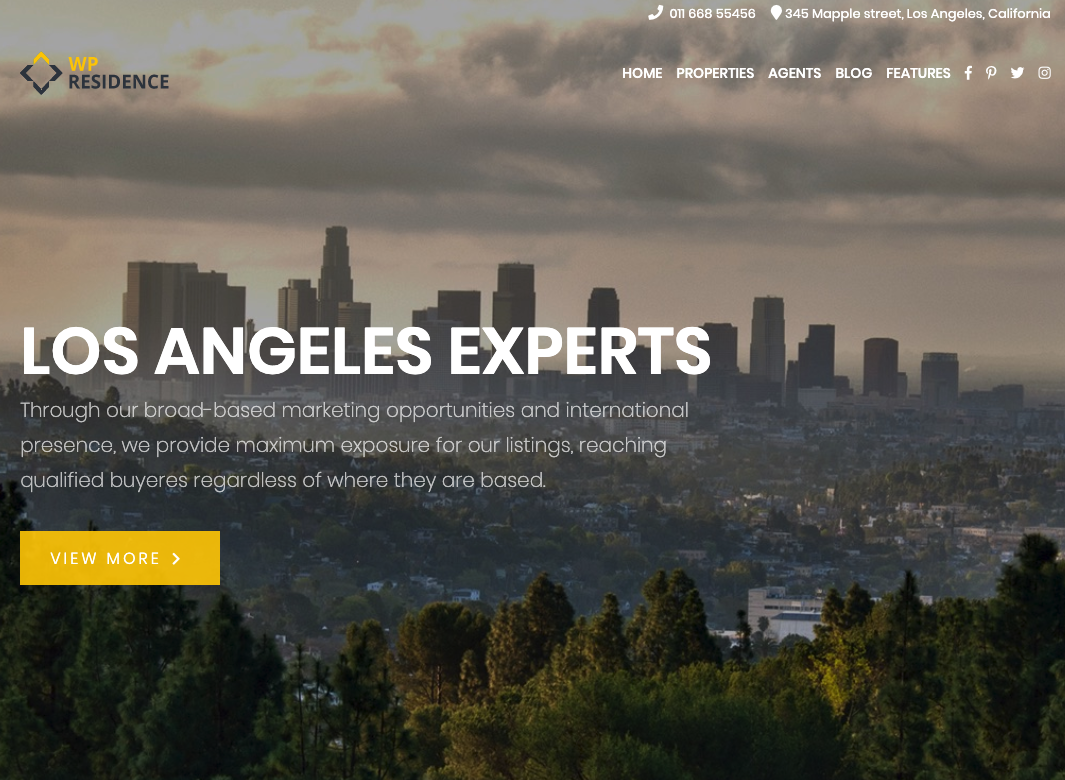 011 668 55456 345 Mapple street, Los Angeles, California
WP
RESIDENCE
HOME PROPERTIES AGENTS BLOG FEATURES
LOS ANGELES EXPERTS
Through our broad-based marketing opportunities and international
presence, we provide maximum exposure for our listings, reaching
qualified buyeres regardless of where they are based.
VIEW MORE